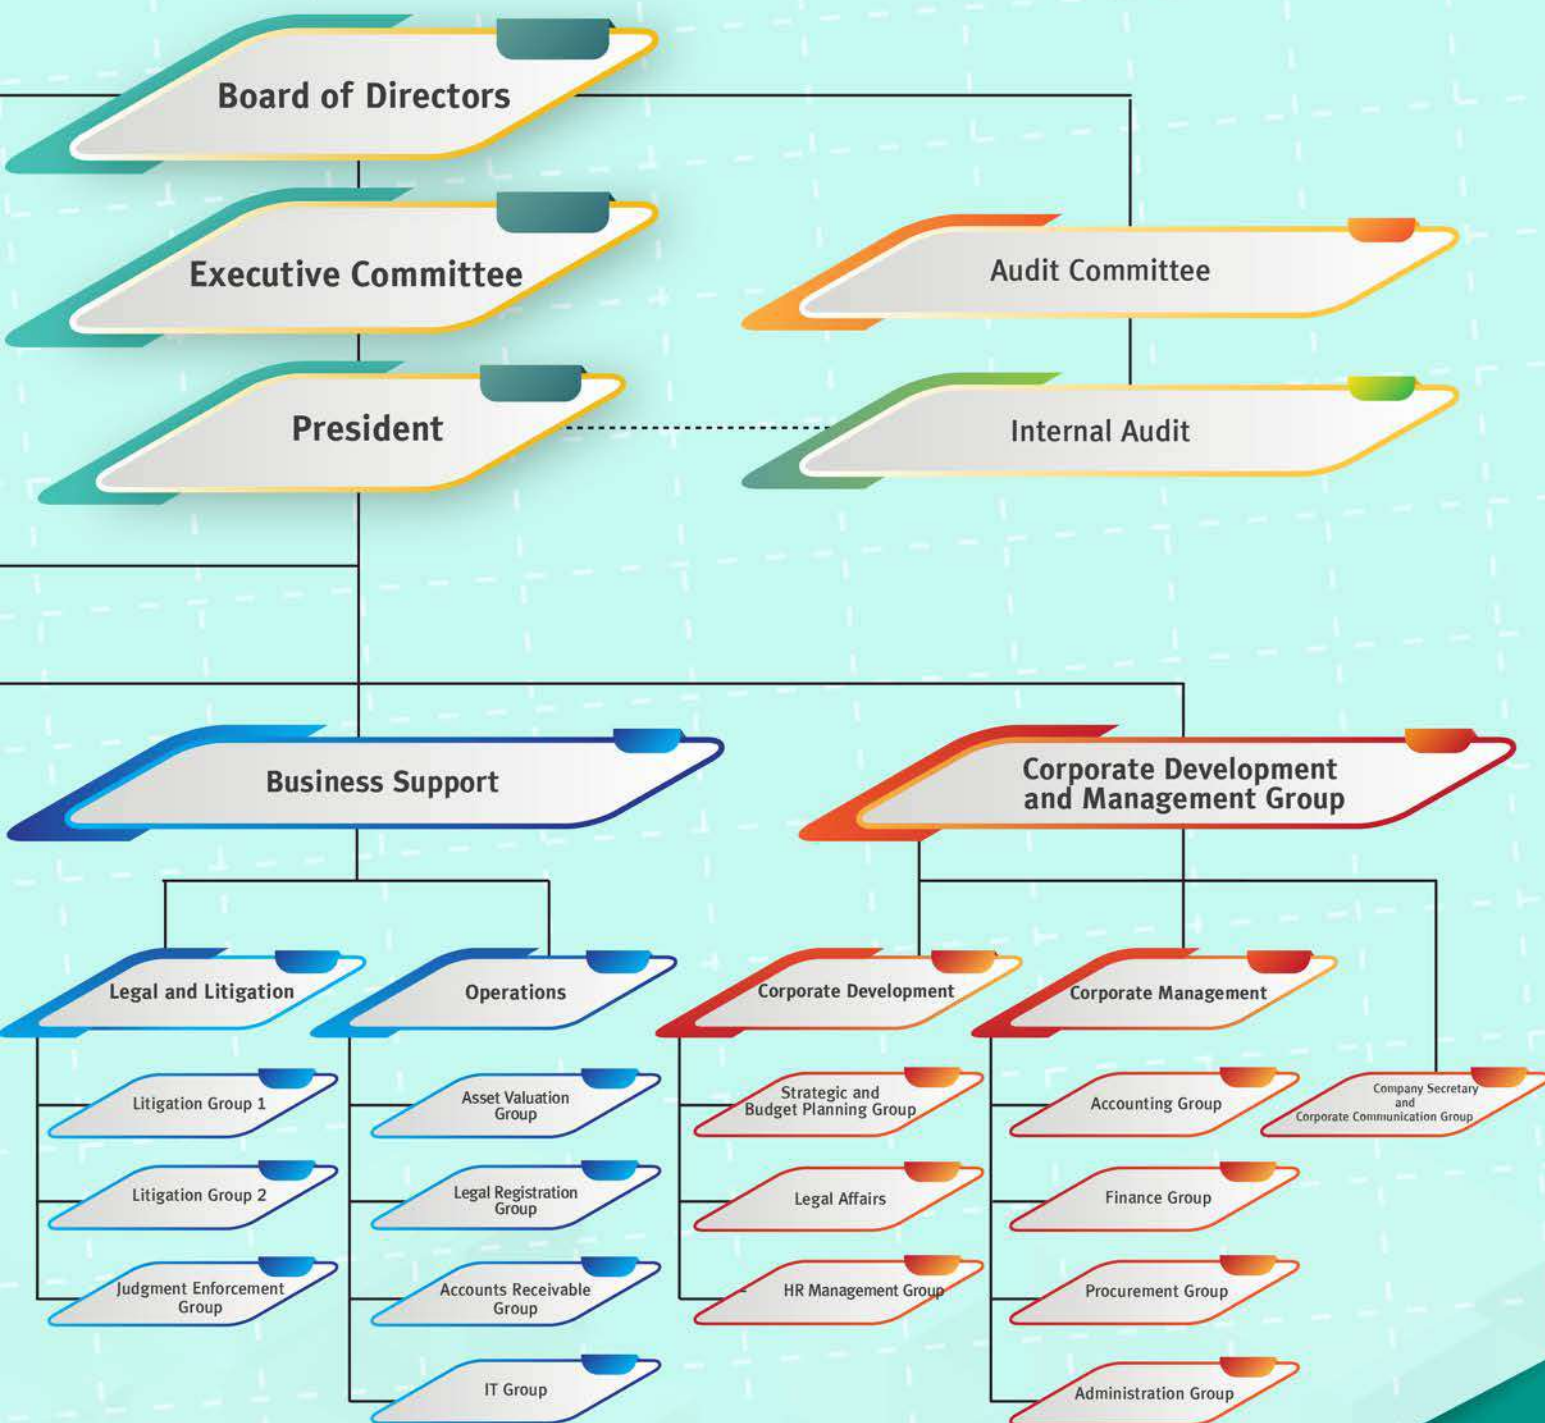 Board of Directors
Executive Committee
Audit Committee
President
Internal Audit
Business Support
Corporate Development
and Management Group
Legal and Litigation
Operations
Corporate Development
Corporate Management
Litigation Group 1
Asset Valuation
Group
Strategic and
Budget Planning Group
Accounting Group
Company Secretary
and
Corporate Communication Group
Litigation Group 2
Legal Registration
Group
Legal Affairs
Finance Group
Judgment Enforcement
Group
Accounts Receivable
Group
HR Management Group
Procurement Group
IT Group
Administration Group